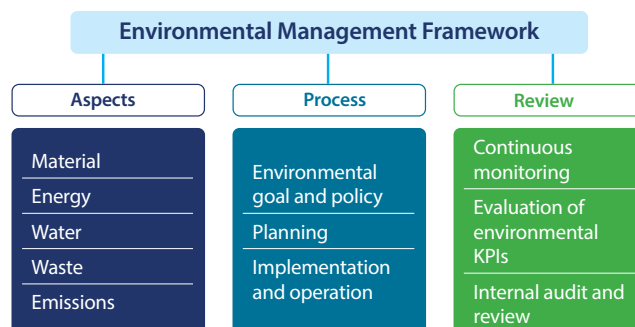 Environmental Management Framework
Aspects
Material
Energy
Water
Waste
Emissions
Process
Environmental
goal and policy
Planning
Implementation
and operation
Review
Continuous
monitoring
Evaluation of
environmental
KPIs
Internal audit and
review